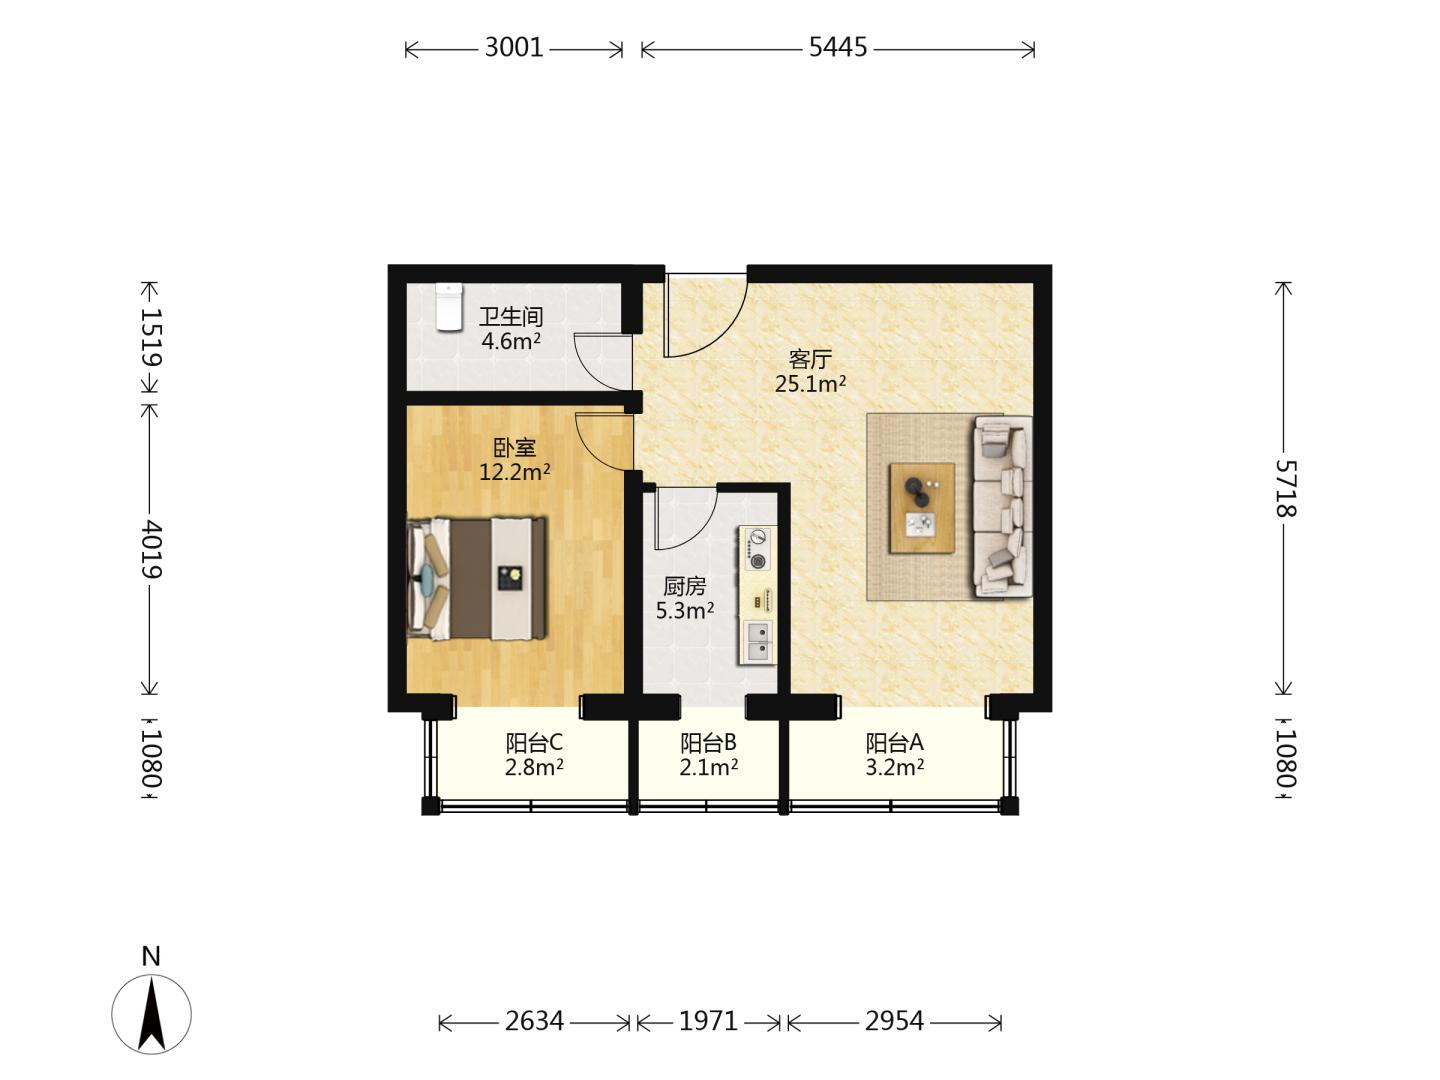 3001
5445
1519
4019
1080
卫生间
4.6m²
客厅
25.1m²
卧室
12.2m²
厨房
5.3m²
阳台C
2.8m²
阳台B
2.1m²
阳台A
3.2m²
5718
1080
N
2634
1971
2954